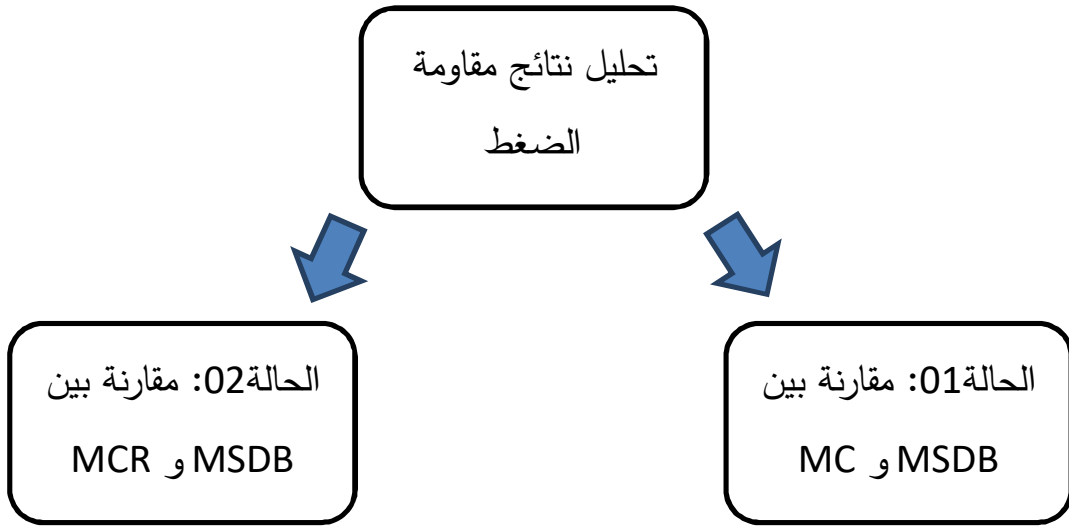 تحليل نتائج مقاومة
الضغط
الحالة01: مقارنة بين
MSDB و MC
الحالة02: مقارنة بين
MSDB و MCR